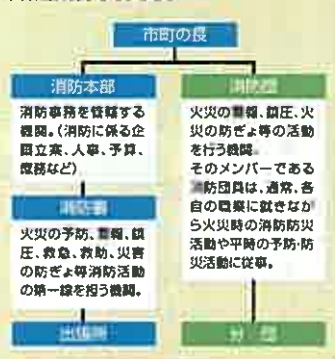 市町の長
消防本部
消防事務を管轄する
機関。(消防に係る企
画立案、人事、予算、
庶務など)
消防署
火災の予防、警報、鎮
圧、救急、救助、災害
の防ぎょ等消防活動
の第一線を担う機関。
出張所
消防団
火災の警報、鎮圧、火
災の防ぎょ等の活動
を行う機関。
そのメンバーである
消防団員は、通常、各
自の職業に就きなが
ら火災時の消防防災
活動や平時の予防・防
災活動に従事。
分団